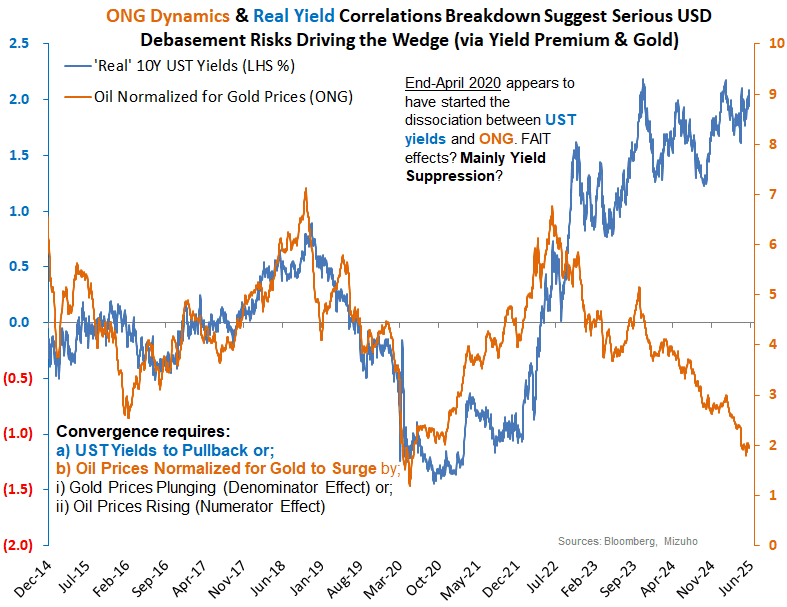 ONG Dynamics & Real Yield Correlations Breakdown Suggest Serious USD
Debasement Risks Driving the Wedge (via Yield Premium & Gold)
2.5
2.0
1.5
1.0
0.5
0.0
(0.5)
(1.0)
(1.5)
(2.0)
'Real' 10Y UST Yields (LHS %)
Oil Normalized for Gold Prices (ONG)
End-April 2020 appears to
have started the
dissociation between UST
yields and ONG. FAIT
effects? Mainly Yield
Suppression?
10
9
8
7
6
5
4
3
2
1
0
Convergence requires:
a) UST Yields to Pullback or;
b) Oil Prices Normalized for Gold to Surge by;
i) Gold Prices Plunging (Denominator Effect) or;
ii) Oil Prices Rising (Numerator Effect)
Sources: Bloomberg, Mizuho
Dec-14
Jul-15
Feb-16
Sep-16
Apr-17
Nov-17
Jun-18
Jan-19
Aug-19
Mar-20
Oct-20
May-21
Dec-21
Jul-22
Feb-23
Sep-23
Apr-24
Nov-24
Jun-25